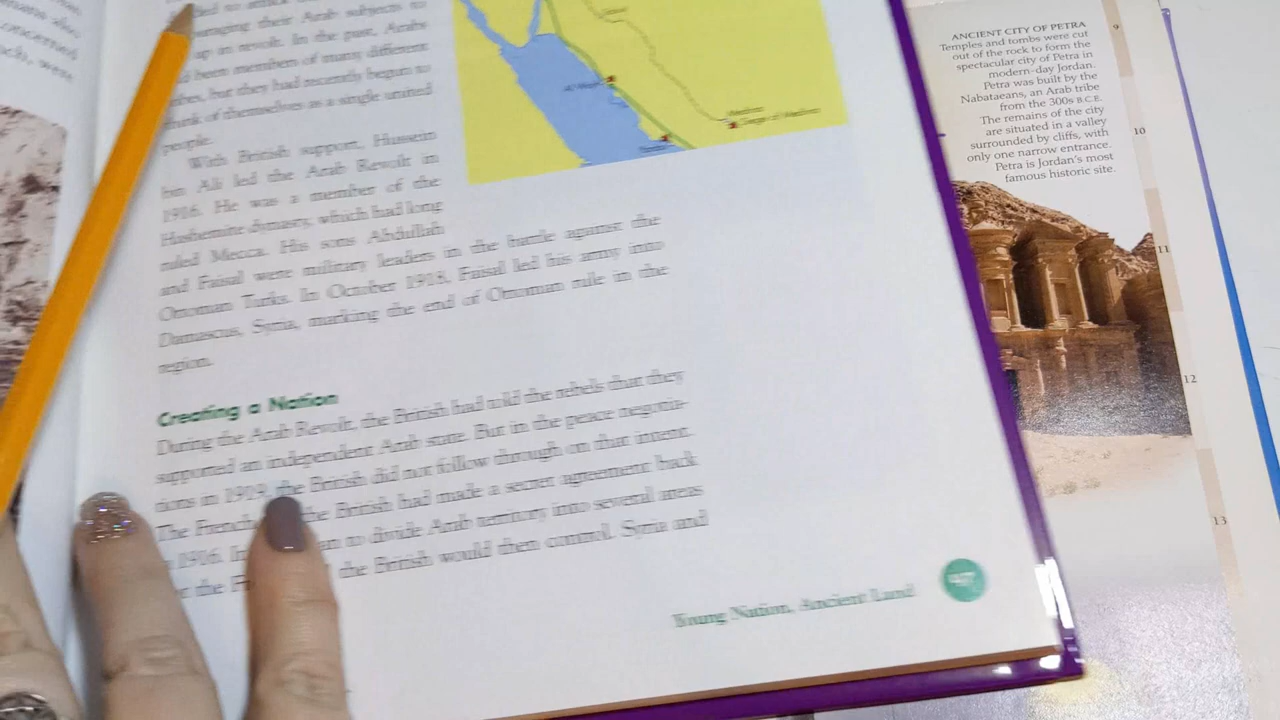 anging their Arab subjects to
up in revolt. In the past, Arabs
been members of many different
but they had recently begun to
think of themselves as a single united
people.
With British support, Hussein
bin Ali led the Arab Revolt in
1916. He was a member of the
Hashemite dynasty, which had long
ruled Mecca. His sons Abdullah
and Faisal were military leaders in the battle against the
Ottoman Turks. In October 1918, Faisal led his army into
Damascus, Syria, marking the end of Ottoman rule in the
region.
Creating a Nation
During the Arab Revolt, the British had told the rebels that they
supported an independent Arab state. But in the peace negotia-
tions in 1919, the British did not follow through on that intent.
The French the British had made a secret agreement back
1916. In an to divide Arab territory into several areas
the the British would then control. Syria and
Young Nation, Ancient Land
Medina
Siege of Medina
ANCIENT CITY OF PETRA
Temples and tombs were cut
out of the rock to form the
spectacular city of Petra in
modern-day Jordan.
Petra was built by the
Nabataeans, an Arab tribe
from the 300s B.C.E.
The remains of the city
are situated in a valley
surrounded by cliffs, with
only one narrow entrance.
Petra is Jordan's most
famous historic site.
9
10
11
12
13